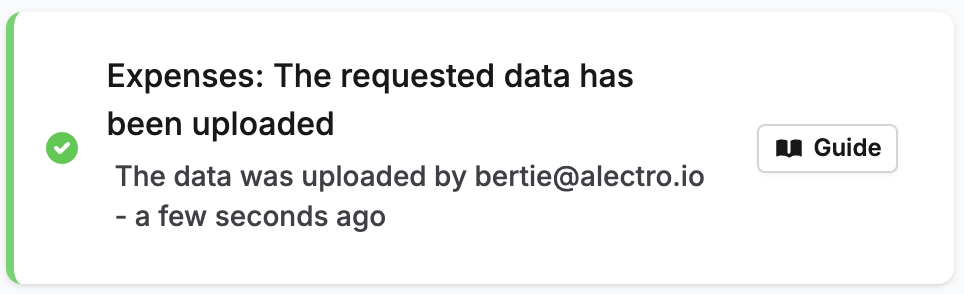 Expenses: The requested data has
been uploaded
The data was uploaded by bertie@alectro.io
- a few seconds ago
Guide